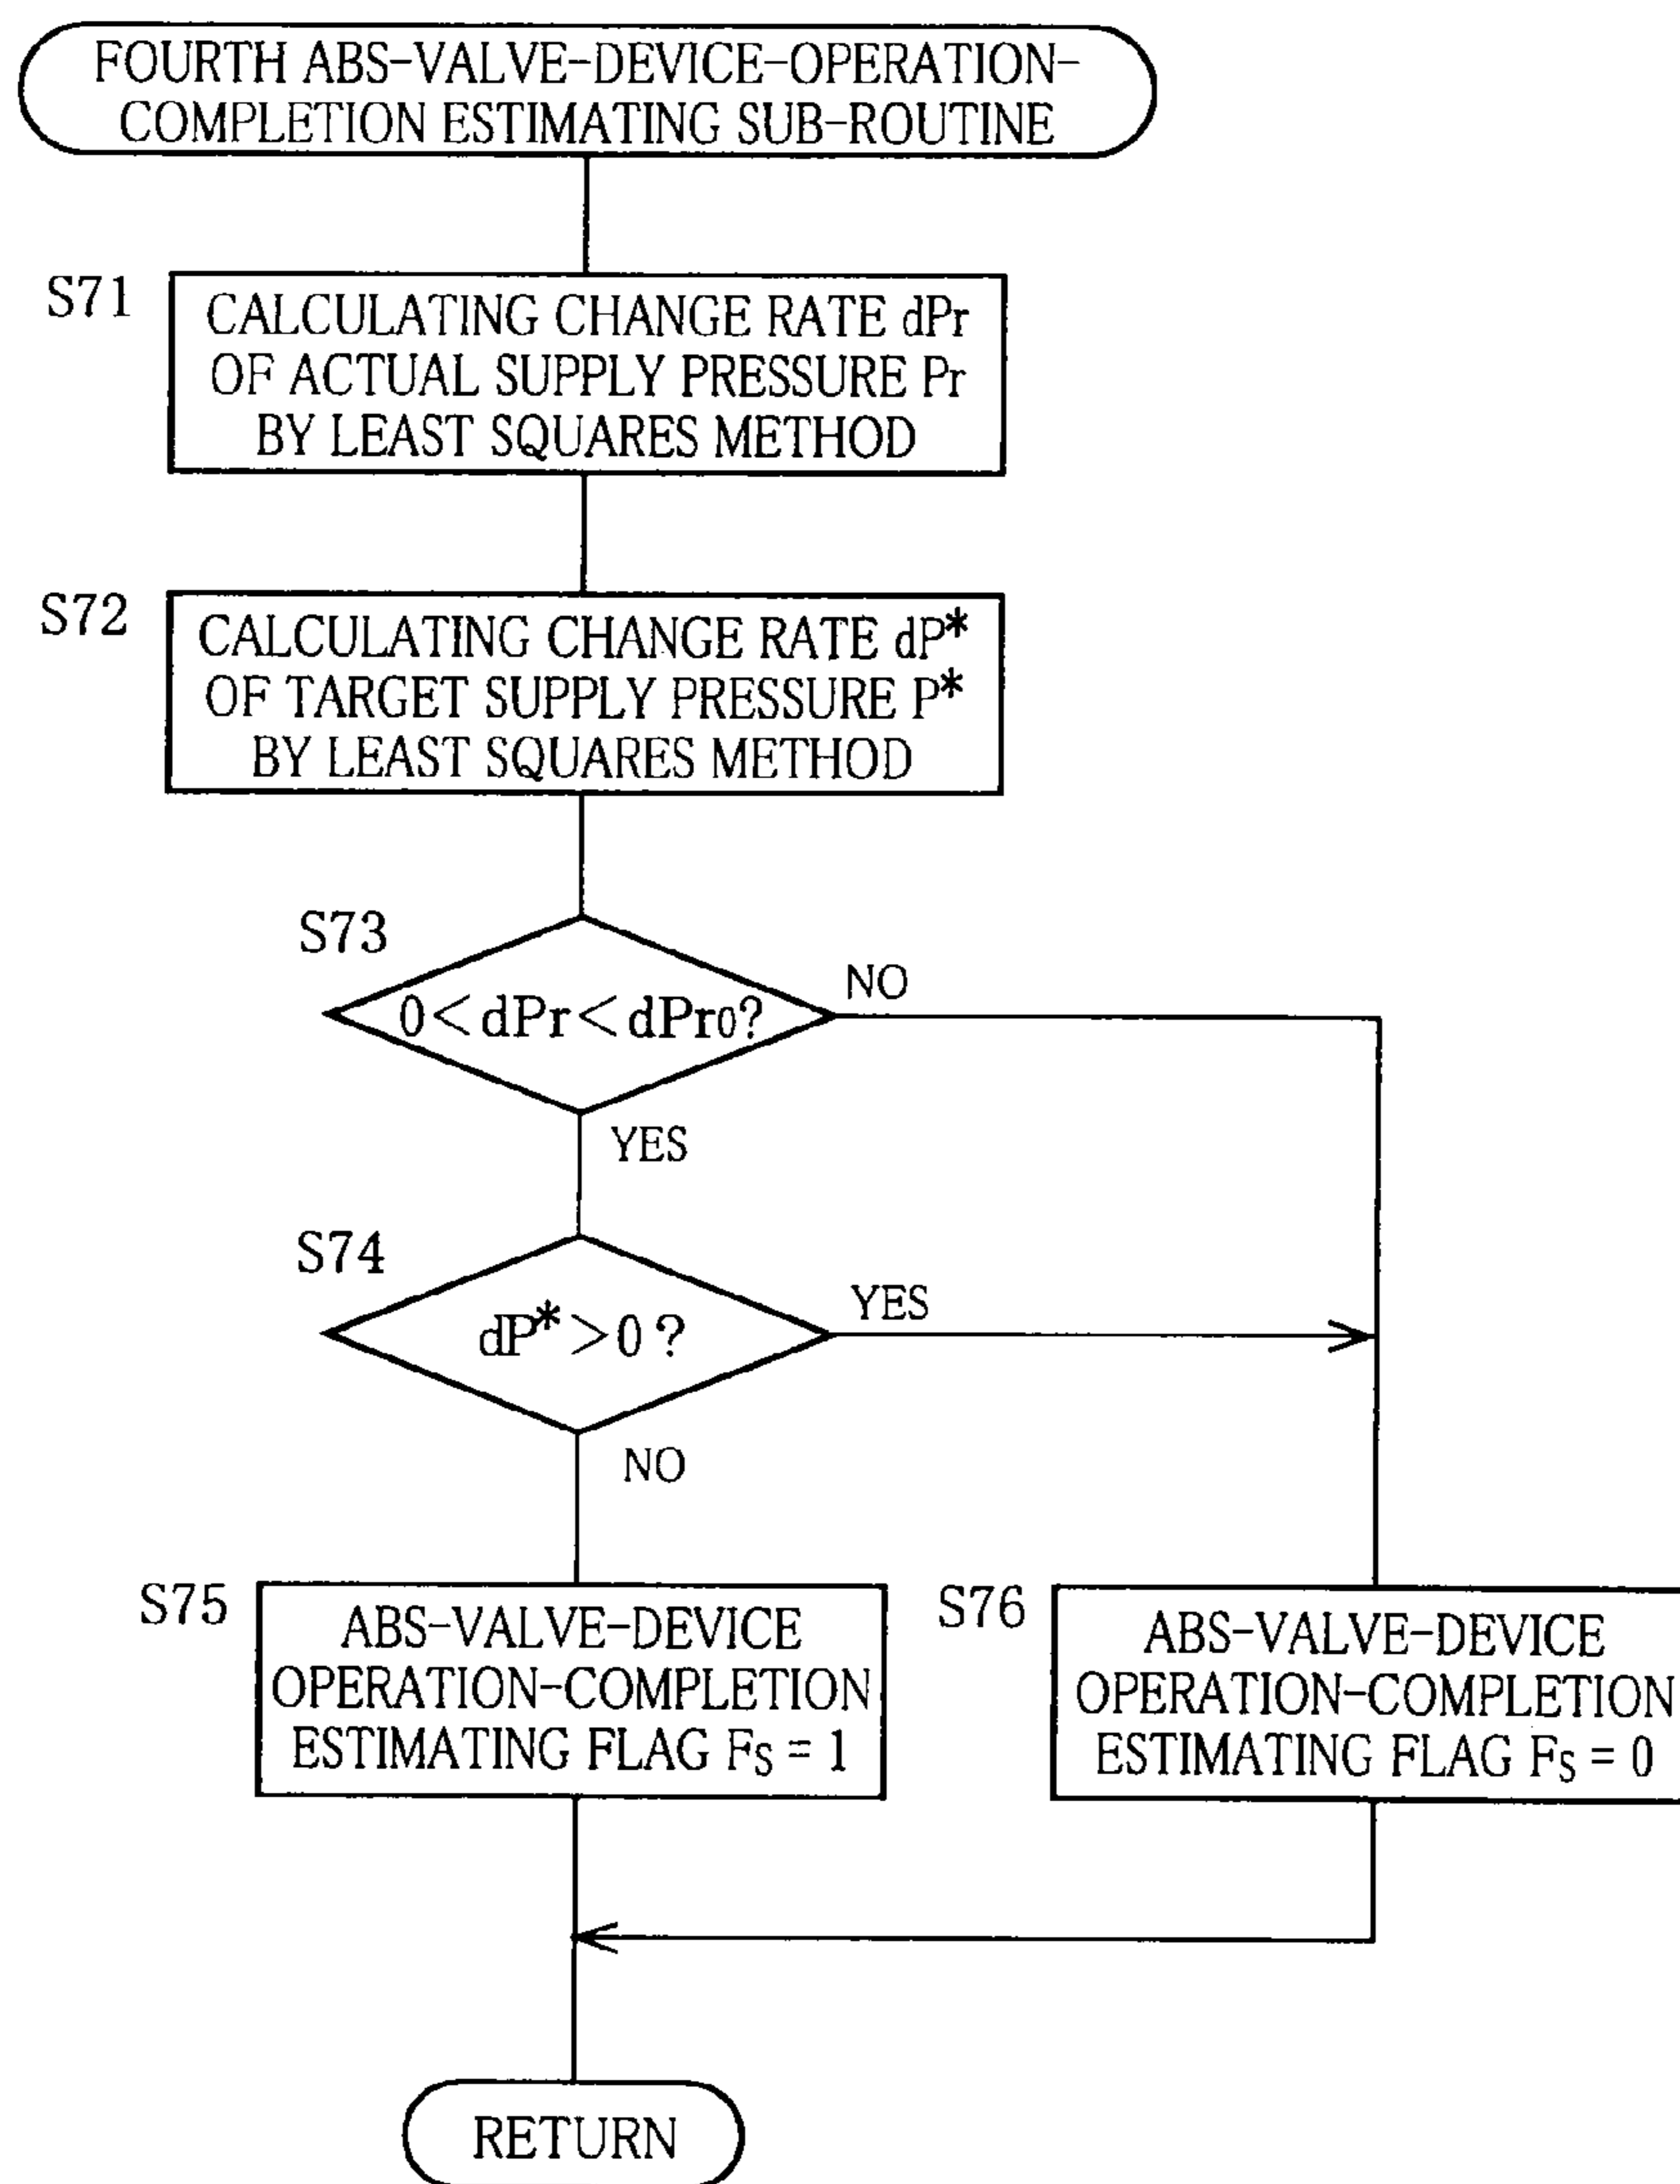 FOURTH ABS-VALVE-DEVICE-OPERATION-
COMPLETION ESTIMATING SUB-ROUTINE
S71
CALCULATING CHANGE RATE dPr
OF ACTUAL SUPPLY PRESSURE Pr
BY LEAST SQUARES METHOD
S72
CALCULATING CHANGE RATE dP*
OF TARGET SUPPLY PRESSURE P*
BY LEAST SQUARES METHOD
S73
0<dPr<dPr0?
NO
YES
S74
dP*>0?
YES
NO
S75
ABS-VALVE-DEVICE
OPERATION-COMPLETION
ESTIMATING FLAG FS = 1
S76
ABS-VALVE-DEVICE
OPERATION-COMPLETION
ESTIMATING FLAG FS = 0
RETURN